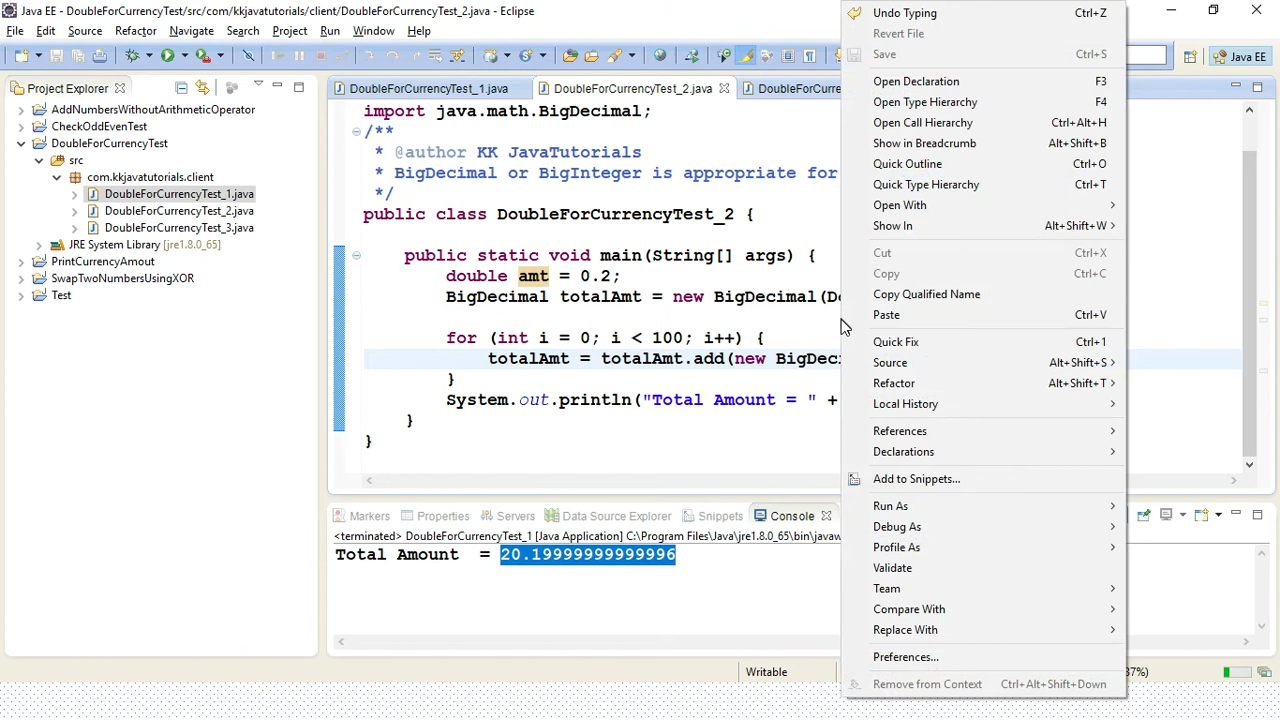 Java EE - DoubleForCurrencyTest/src/com/kkjavatutorials/client/DoubleForCurrencyTest_2.java - Eclipse
File Edit Source Refactor Navigate Search Project Run Window Help
Java EE
Project Explorer
AddNumbersWithoutArithmeticOperator
CheckOddEvenTest
DoubleForCurrencyTest
src
com.kkjavatutorials.client
DoubleForCurrencyTest_1.java
DoubleForCurrencyTest_2.java
DoubleForCurrencyTest_3.java
JRE System Library [jre1.8.0_65]
PrintCurrencyAmout
SwapTwoNumbersUsingXOR
Test
DoubleForCurrencyTest_1.java DoubleForCurrencyTest_2.java DoubleForCurre
import java.math.BigDecimal;
/**
* @author KK JavaTutorials
* BigDecimal or BigInteger is appropriate for
*/
public class DoubleForCurrencyTest_2 {
public static void main(String[] args) {
double amt = 0.2;
BigDecimal totalAmt = new BigDecimal(Do
for (int i = 0; i < 100; i++) {
totalAmt = totalAmt.add(new BigDeci
}
System.out.println("Total Amount = " +
}
}
Markers Properties Servers Data Source Explorer Snippets Console
<terminated> DoubleForCurrencyTest_1 [Java Application] C:\Program Files\Java\jre1.8.0_65\bin\javaw
Total Amount = 20.19999999999996
Writable
37%)
Undo Typing Ctrl+Z
Revert File
Save Ctrl+S
Open Declaration F3
Open Type Hierarchy F4
Open Call Hierarchy Ctrl+Alt+H
Show in Breadcrumb Alt+Shift+B
Quick Outline Ctrl+O
Quick Type Hierarchy Ctrl+T
Open With
Show In Alt+Shift+W
Cut Ctrl+X
Copy Ctrl+C
Copy Qualified Name
Paste Ctrl+V
Quick Fix Ctrl+1
Source Alt+Shift+S
Refactor Alt+Shift+T
Local History
References
Declarations
Add to Snippets...
Run As
Debug As
Profile As
Validate
Team
Compare With
Replace With
Preferences...
Remove from Context Ctrl+Alt+Shift+Down